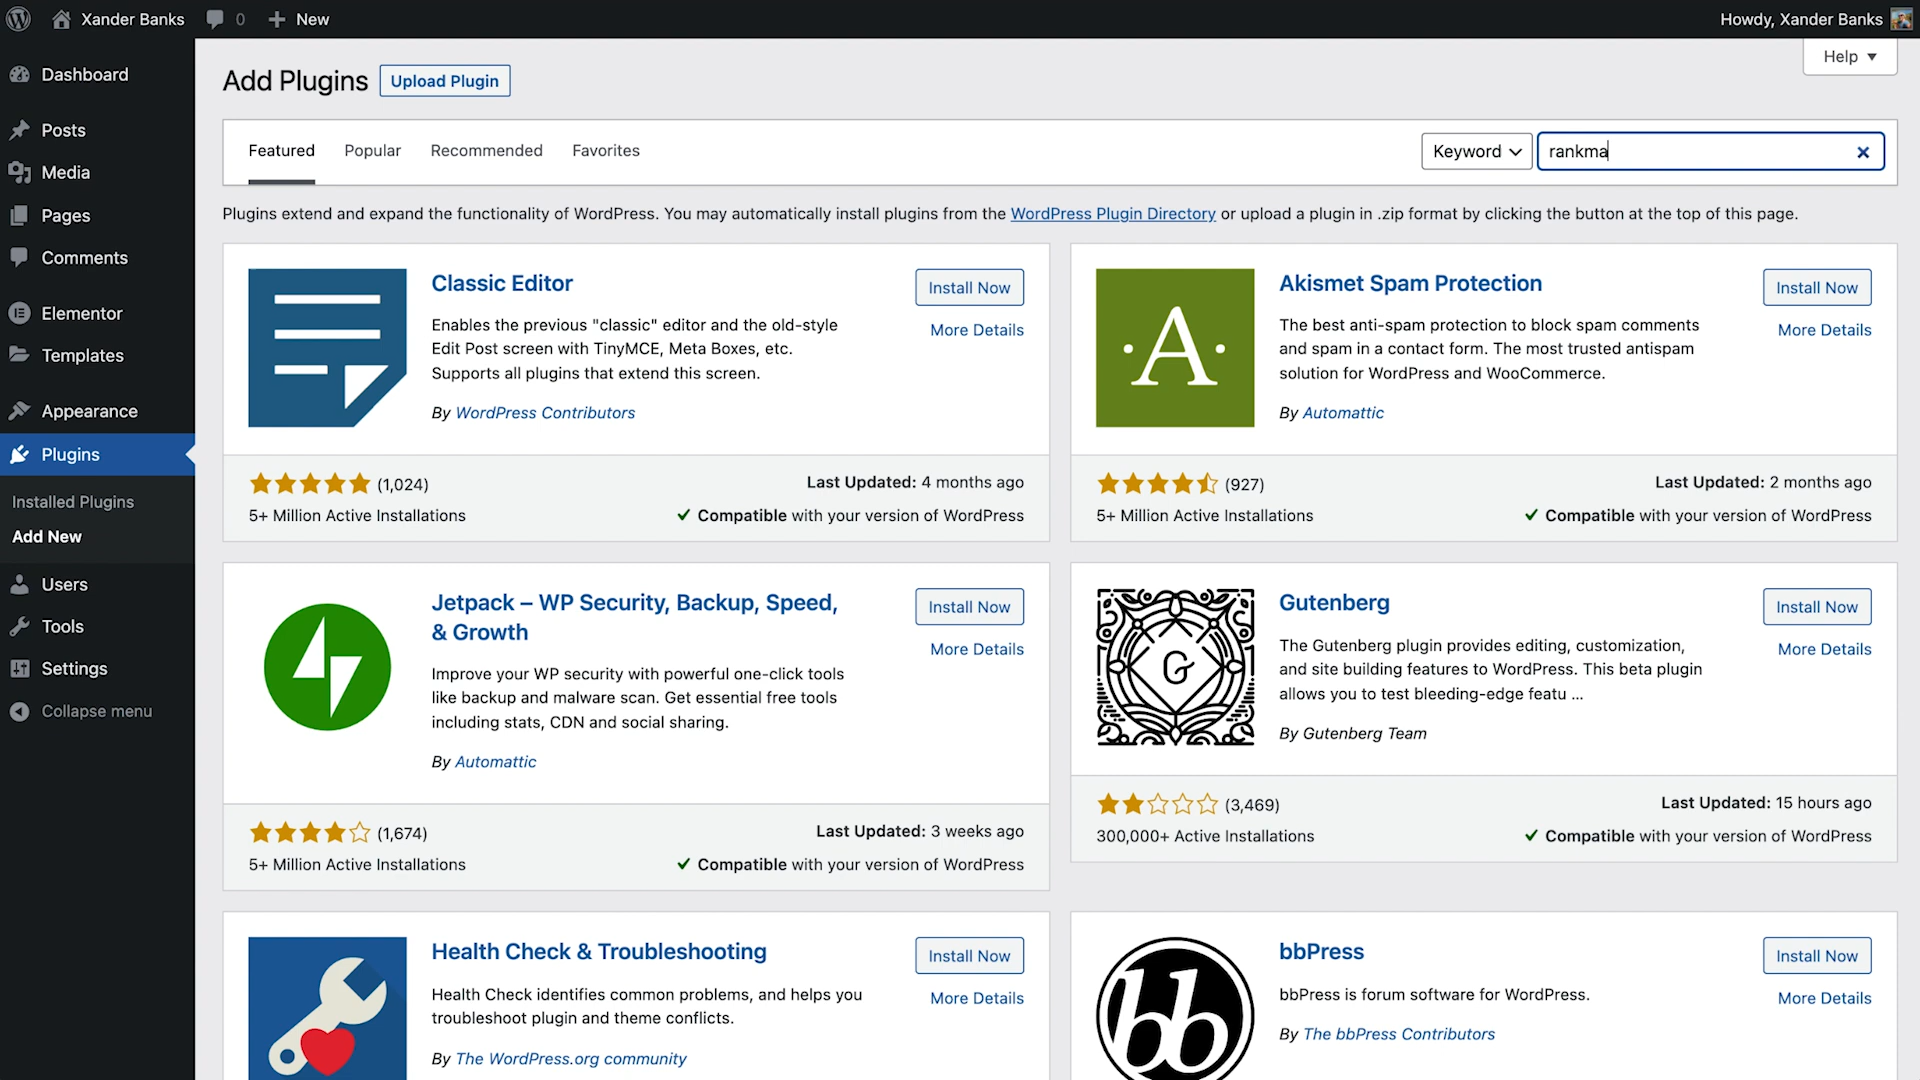 Xander Banks
0
New
Howdy, Xander Banks
Dashboard
Posts
Media
Pages
Comments
Elementor
Templates
Appearance
Plugins
Installed Plugins
Add New
Users
Tools
Settings
Collapse menu
Help
Add Plugins
Upload Plugin
Featured
Popular
Recommended
Favorites
Keyword
rankma
Plugins extend and expand the functionality of WordPress. You may automatically install plugins from the WordPress Plugin Directory or upload a plugin in .zip format by clicking the button at the top of this page.
Classic Editor
Install Now
More Details
Enables the previous "classic" editor and the old-style
Edit Post screen with TinyMCE, Meta Boxes, etc.
Supports all plugins that extend this screen.
By WordPress Contributors
(1,024)
5+ Million Active Installations
Last Updated: 4 months ago
Compatible with your version of WordPress
A
Akismet Spam Protection
Install Now
More Details
The best anti-spam protection to block spam comments
and spam in a contact form. The most trusted antispam
solution for WordPress and WooCommerce.
By Automattic
(927)
5+ Million Active Installations
Last Updated: 2 months ago
Compatible with your version of WordPress
Jetpack – WP Security, Backup, Speed,
& Growth
Install Now
More Details
Improve your WP security with powerful one-click tools
like backup and malware scan. Get essential free tools
including stats, CDN and social sharing.
By Automattic
(1,674)
5+ Million Active Installations
Last Updated: 3 weeks ago
Compatible with your version of WordPress
G
Gutenberg
Install Now
More Details
The Gutenberg plugin provides editing, customization,
and site building features to WordPress. This beta plugin
allows you to test bleeding-edge featu ...
By Gutenberg Team
(3,469)
300,000+ Active Installations
Last Updated: 15 hours ago
Compatible with your version of WordPress
Health Check & Troubleshooting
Install Now
More Details
Health Check identifies common problems, and helps you
troubleshoot plugin and theme conflicts.
By The WordPress.org community
bb
bbPress
Install Now
More Details
bbPress is forum software for WordPress.
By The bbPress Contributors